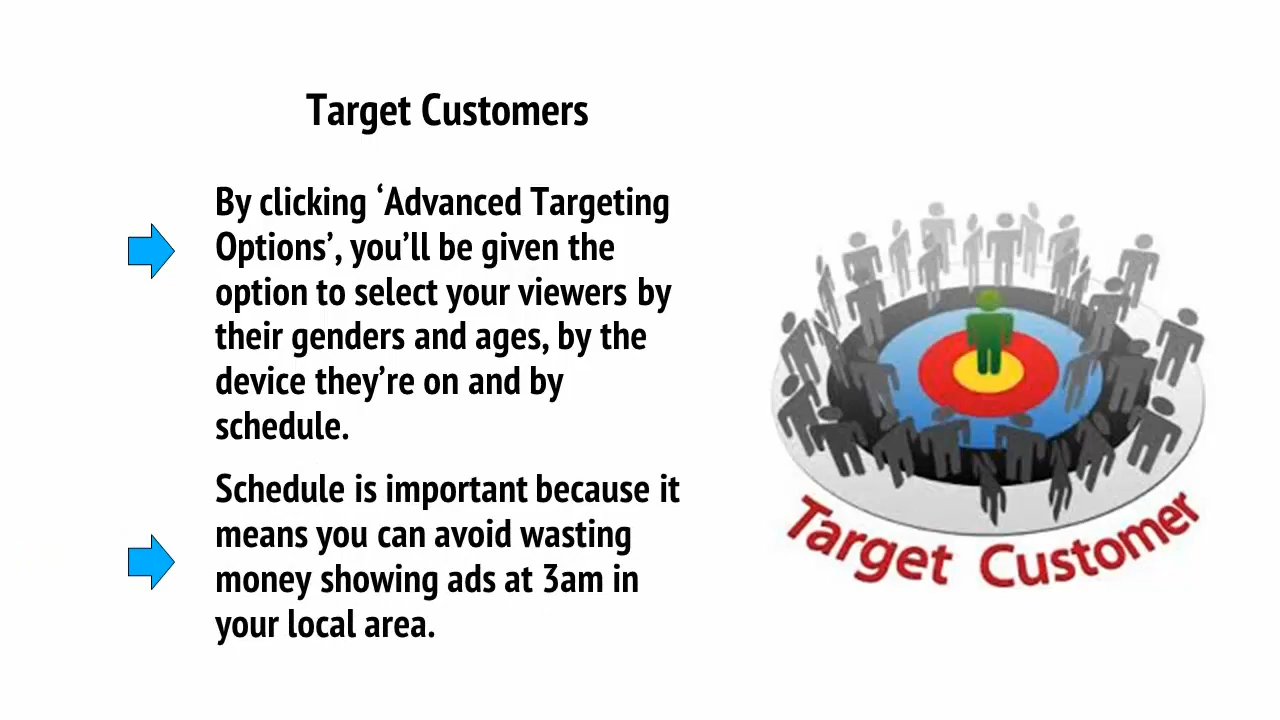 Target Customers
By clicking ‘Advanced Targeting
Options’, you’ll be given the
option to select your viewers by
their genders and ages, by the
device they’re on and by
schedule.
Schedule is important because it
means you can avoid wasting
money showing ads at 3am in
your local area.
Target Customer